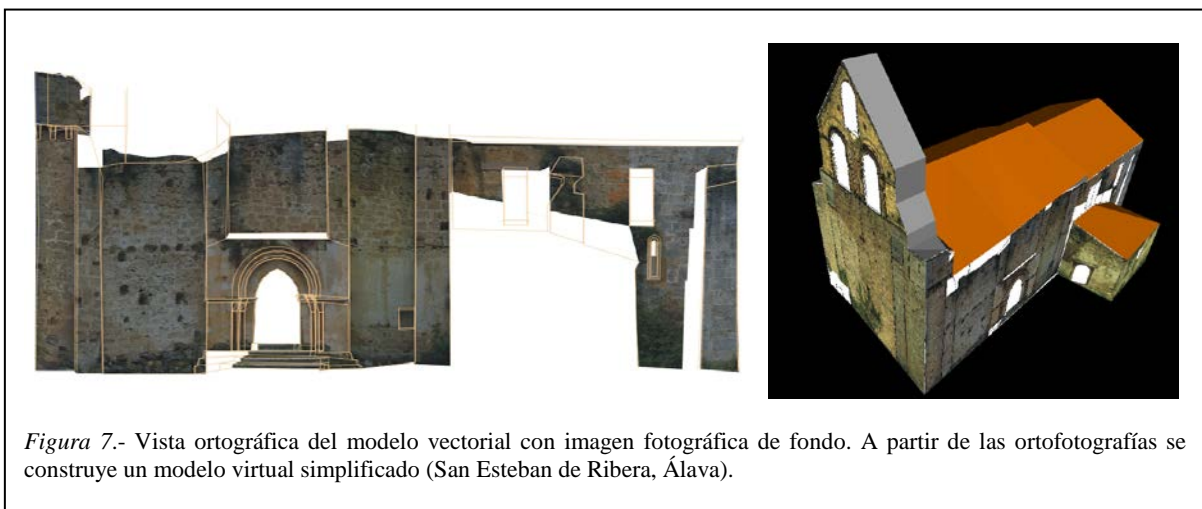 Figura 7.- Vista ortográfica del modelo vectorial con imagen fotográfica de fondo. A partir de las ortofotografías se
construye un modelo virtual simplificado (San Esteban de Ribera, Álava).